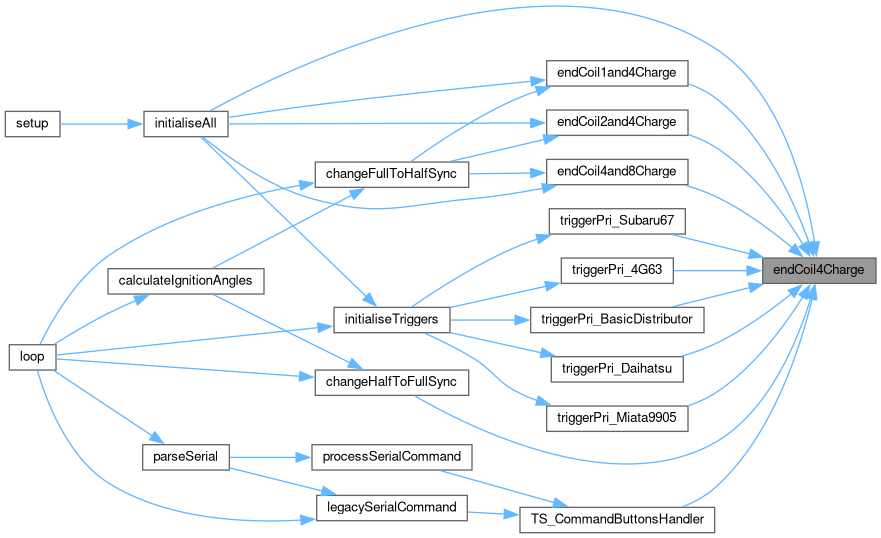 endCoil1and4Charge
setup
initialiseAll
endCoil2and4Charge
changeFullToHalfSync
endCoil4and8Charge
triggerPri_Subaru67
triggerPri_4G63
endCoil4Charge
calculateIgnitionAngles
initialiseTriggers
triggerPri_BasicDistributor
loop
triggerPri_Daihatsu
changeHalfToFullSync
triggerPri_Miata9905
parseSerial
processSerialCommand
legacySerialCommand
TS_CommandButtonsHandler